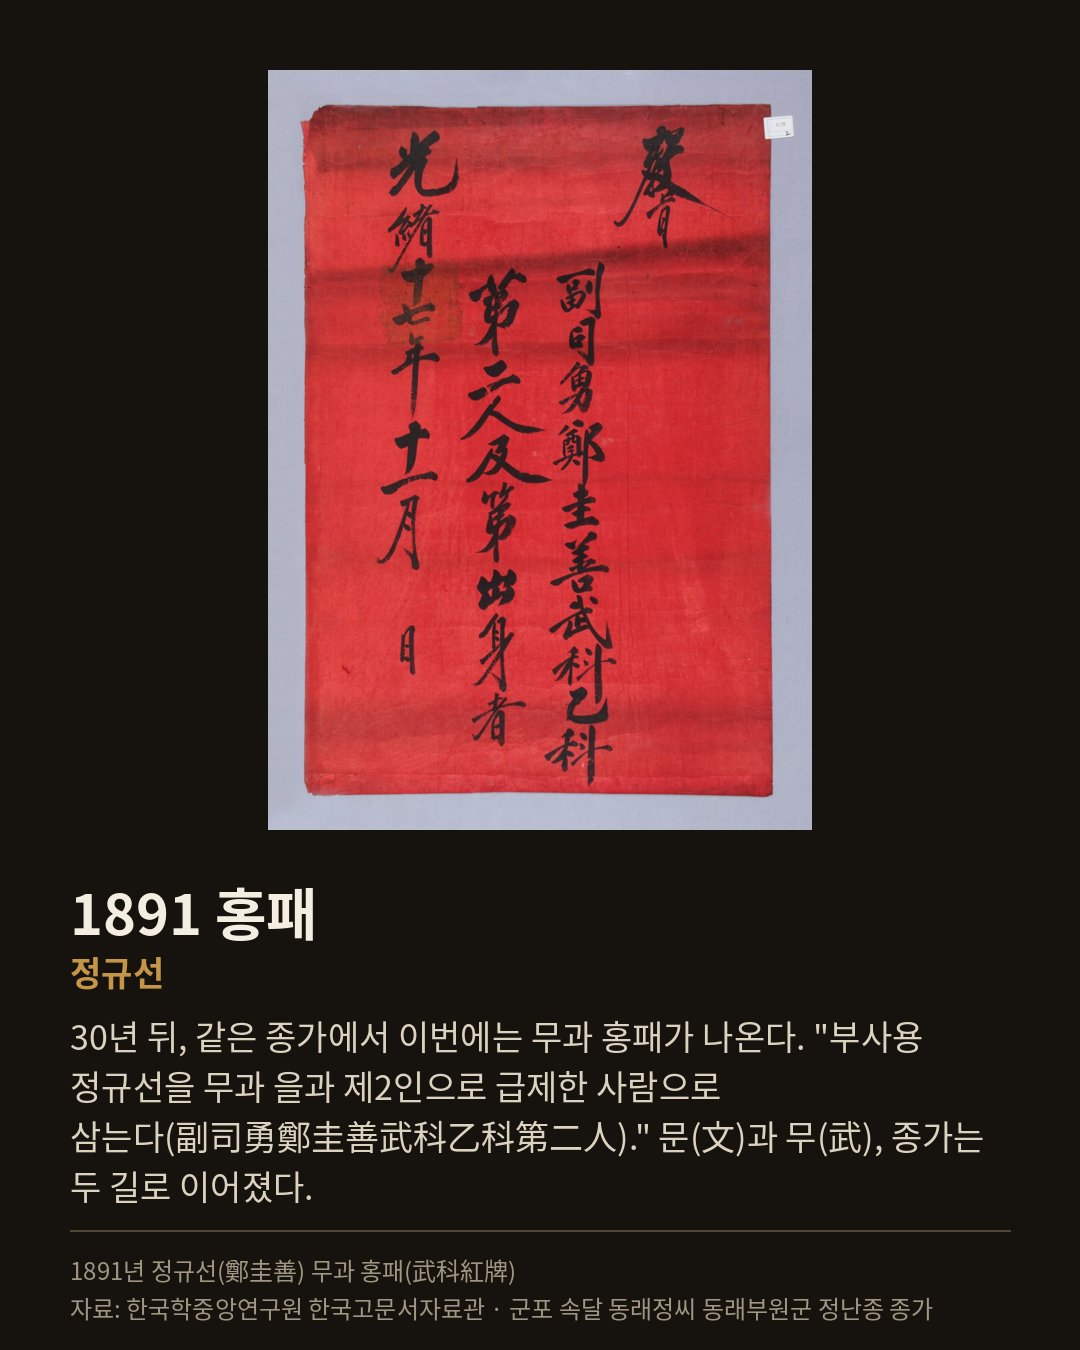 教旨
副司勇鄭圭善武科乙科
第二人及第出身者
光緖十七年十一月 日
1891 홍패
정규선
30년 뒤, 같은 종가에서 이번에는 무과 홍패가 나온다. "부사용
정규선을 무과 을과 제2인으로 급제한 사람으로
삼는다(副司勇鄭圭善武科乙科第二人)." 문(文)과 무(武), 종가는
두 길로 이어졌다.
1891년 정규선(鄭圭善) 무과 홍패(武科紅牌)
자료: 한국학중앙연구원 한국고문서자료관 · 군포 속달 동래정씨 동래부원군 정난종 종가